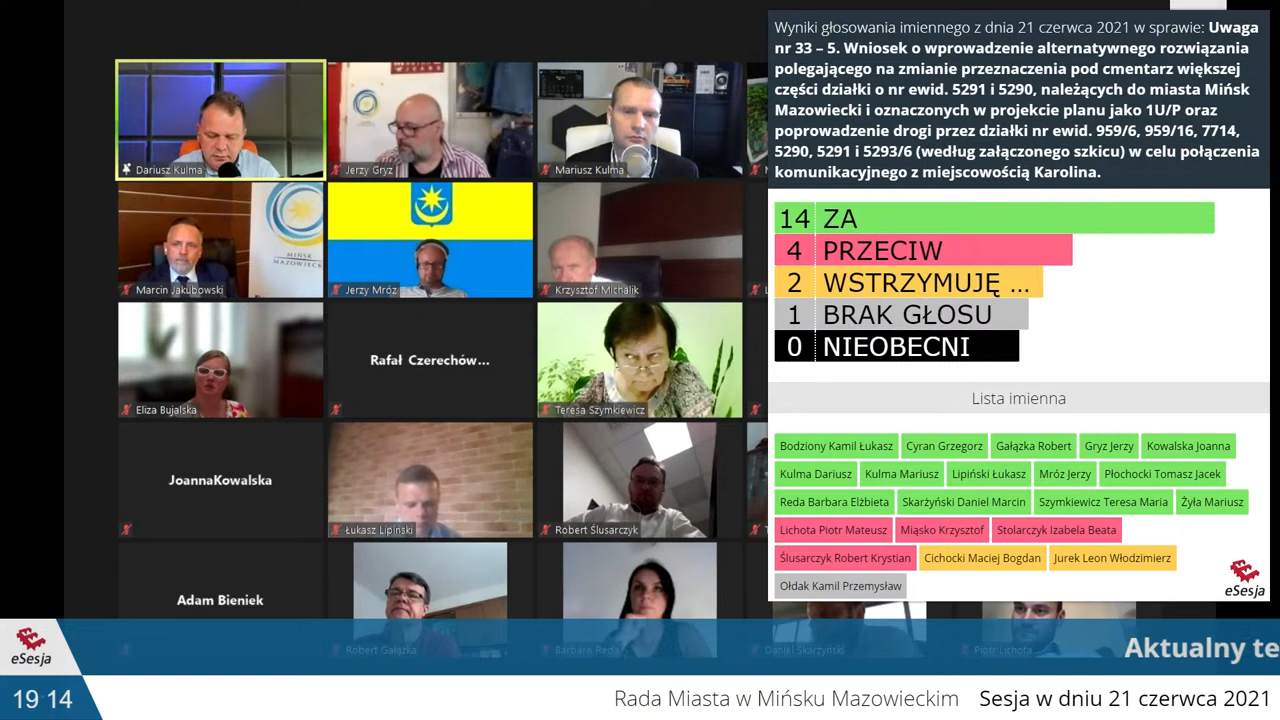 Wyniki głosowania imiennego z dnia 21 czerwca 2021 w sprawie: Uwaga
nr 33 – 5. Wniosek o wprowadzenie alternatywnego rozwiązania
polegającego na zmianie przeznaczenia pod cmentarz większej
części działki o nr ewid. 5291 i 5290, należących do miasta Mińsk
Mazowiecki i oznaczonych w projekcie planu jako 1U/P oraz
poprowadzenie drogi przez działki nr ewid. 959/6, 959/16, 7714,
5290, 5291 i 5293/6 (według załączonego szkicu) w celu połączenia
komunikacyjnego z miejscowością Karolina.
14 ZA
4 PRZECIW
2 WSTRZYMUJĘ ...
1 BRAK GŁOSU
0 NIEOBECNI
Lista imienna
Bodziony Kamil Łukasz Cyran Grzegorz Gałązka Robert Gryz Jerzy Kowalska Joanna
Kulma Dariusz Kulma Mariusz Lipiński Łukasz Mróz Jerzy Płochocki Tomasz Jacek
Reda Barbara Elżbieta Skarżyński Daniel Marcin Szymkiewicz Teresa Maria Żyła Mariusz
Lichota Piotr Mateusz Miąsko Krzysztof Stolarczyk Izabela Beata
Ślusarczyk Robert Krystian Cichocki Maciej Bogdan Jurek Leon Włodzimierz
Ołdak Kamil Przemysław
eSesja
Dariusz Kulma Jerzy Gryz Mariusz Kulma
MIŃSK
MAZOWIECKI
Marcin Jakubowski Jerzy Mróz Krzysztof Michalik
Rafał Czerechów...
Eliza Bujalska Teresa Szymkiewicz
JoannaKowalska
Łukasz Lipiński Robert Ślusarczyk
Adam Bieniek
Robert Gałązka Barbara Reda Daniel Skarżyński Piotr Lichota
eSesja
Aktualny te
19 14
Rada Miasta w Mińsku Mazowieckim Sesja w dniu 21 czerwca 2021